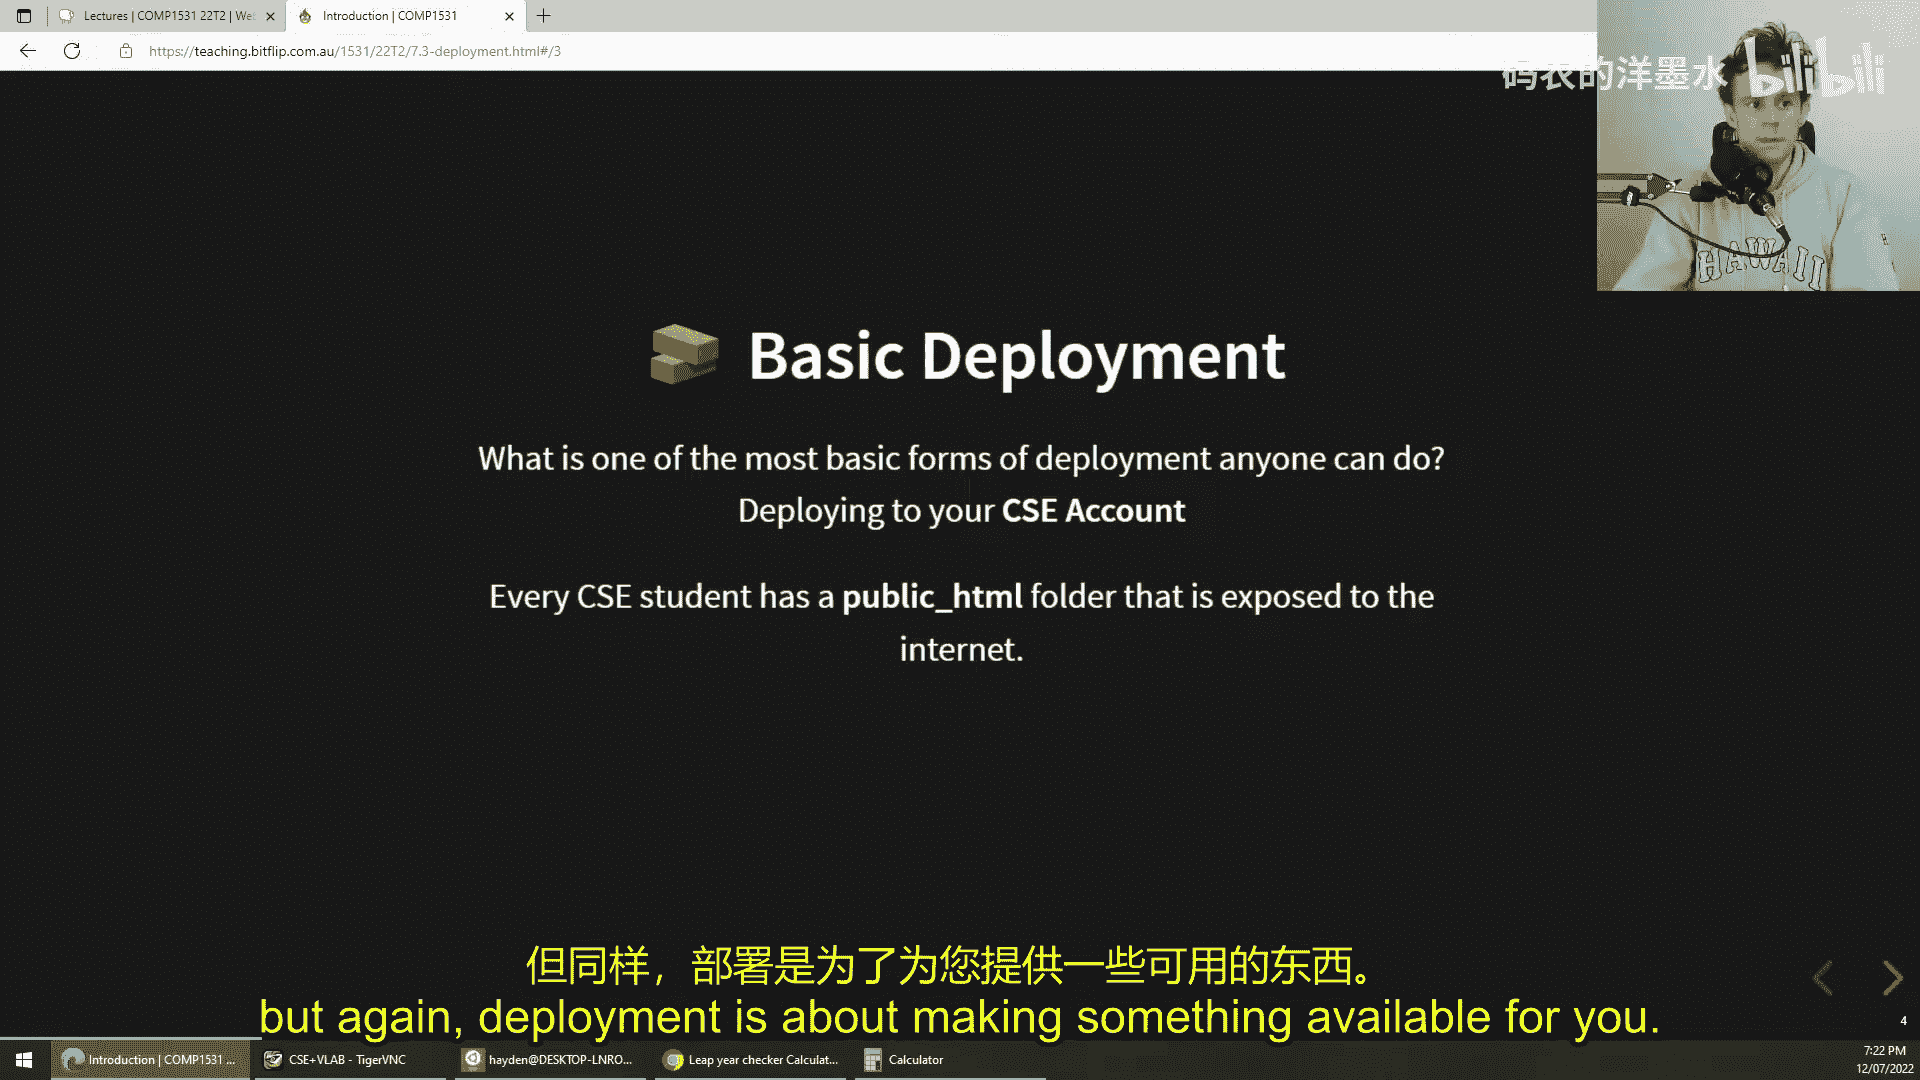 Lectures | COMP1531 22T2 | We
Introduction | COMP1531
https://teaching.bitflip.com.au/1531/22T2/7.3-deployment.html#/3
码农的洋墨水
bilibili
HAWAII
Basic Deployment
What is one of the most basic forms of deployment anyone can do?
Deploying to your CSE Account
Every CSE student has a public_html folder that is exposed to the
internet.
但同样，部署是为了为您提供一些可用的东西。
but again, deployment is about making something available for you.
4
Introduction | COMP1531 ...
CSE+VLAB - TigerVNC
hayden@DESKTOP-LNRO...
Leap year checker Calculat...
Calculator
7:22 PM
12/07/2022